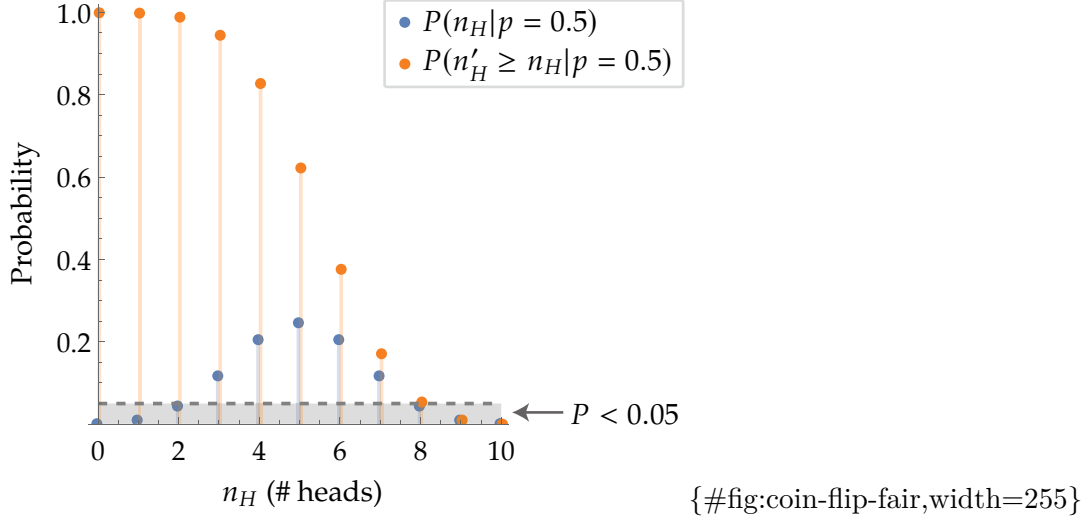 P(n_H|p = 0.5)
P(n′_H ≥ n_H|p = 0.5)
1.0
0.8
0.6
0.4
0.2
Probability
P < 0.05
0 2 4 6 8 10
n_H (# heads)
{#fig:coin-flip-fair,width=255}